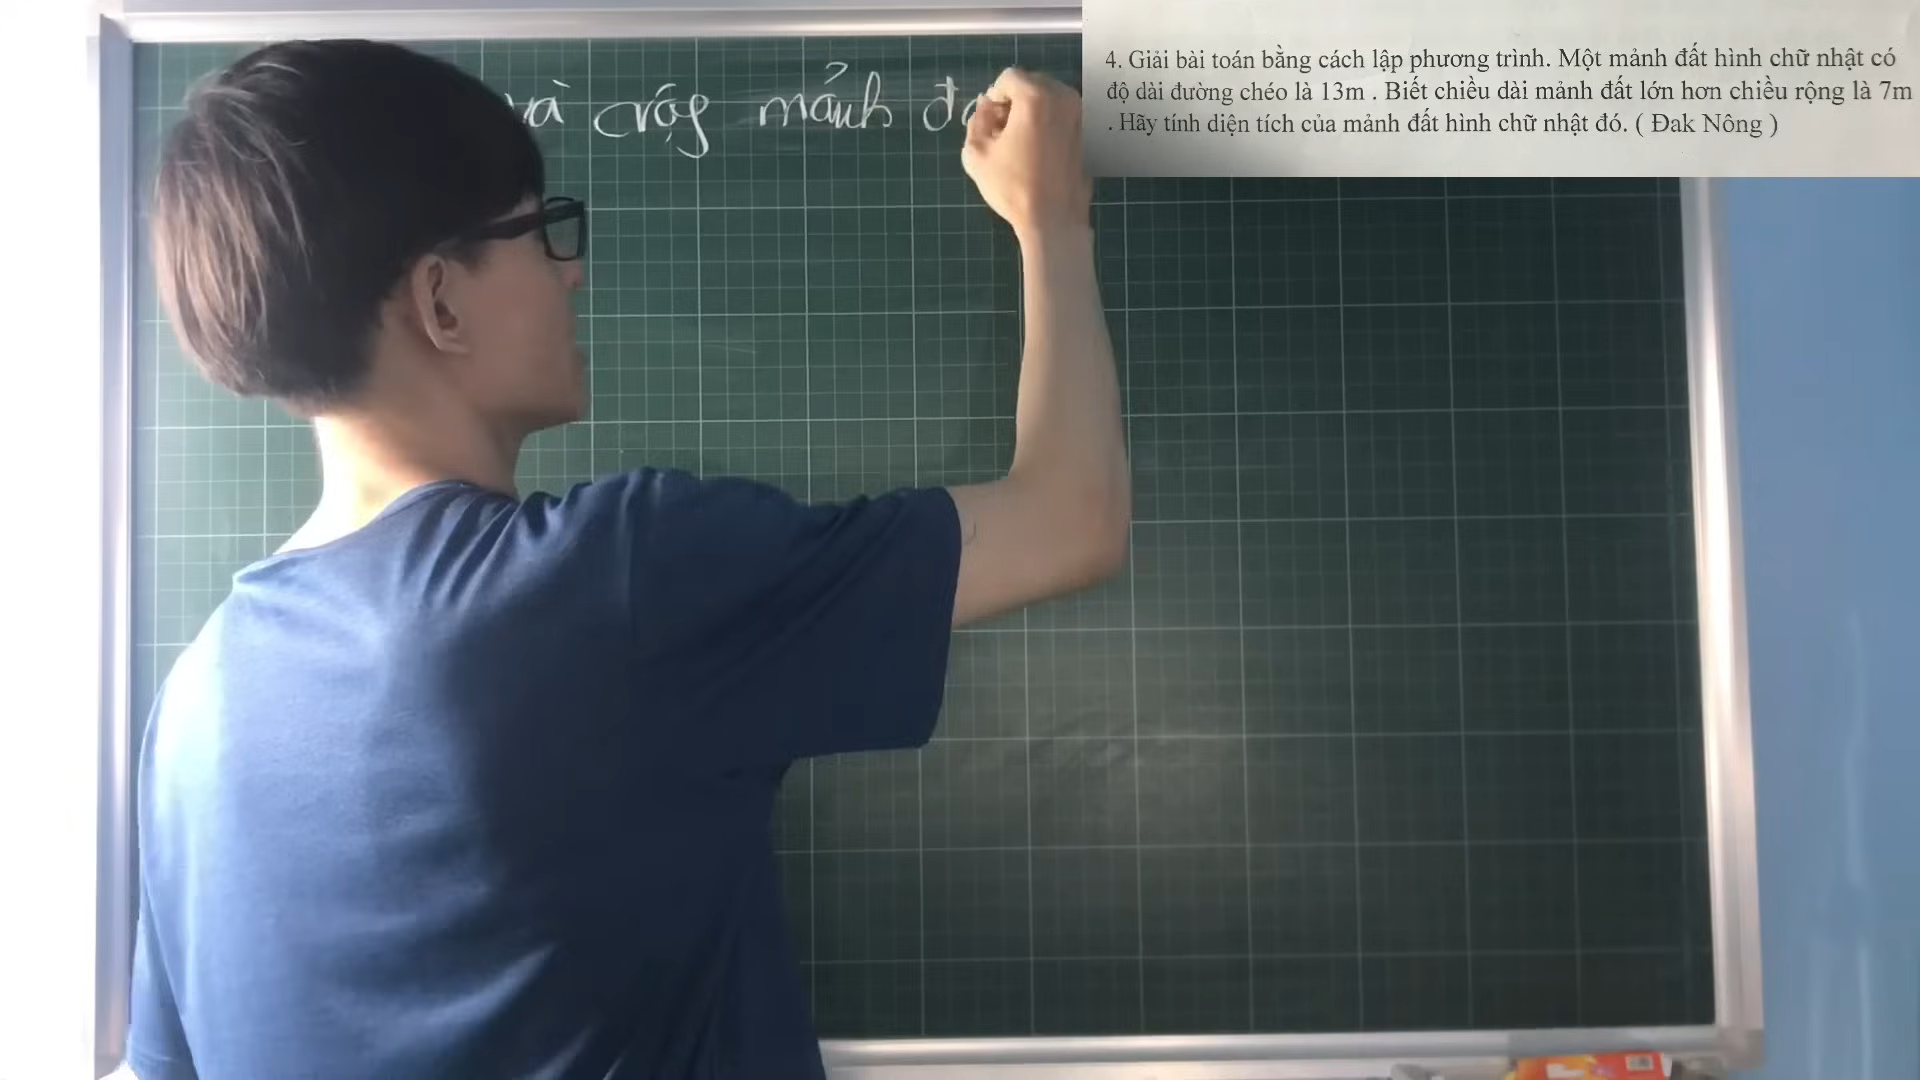 và rộng mảnh
4. Giải bài toán bằng cách lập phương trình. Một mảnh đất hình chữ nhật có
độ dài đường chéo là 13m . Biết chiều dài mảnh đất lớn hơn chiều rộng là 7m
. Hãy tính diện tích của mảnh đất hình chữ nhật đó. ( Đak Nông )